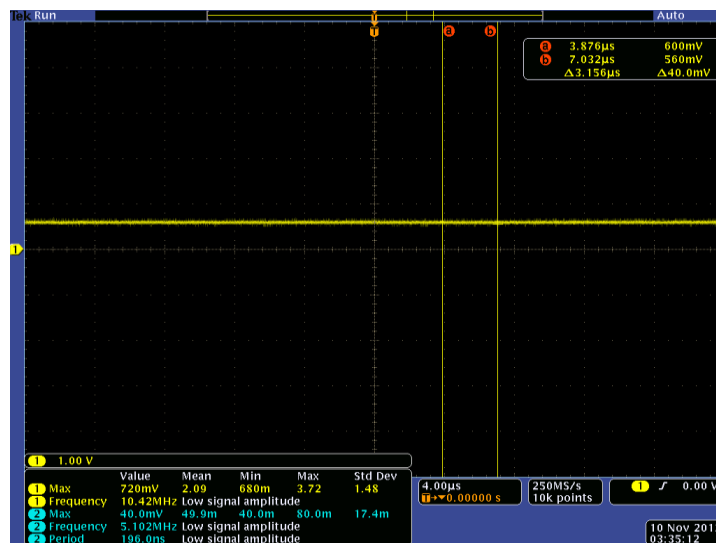 Tek Run Auto
T
T a b
a 3.876µs 600mV
b 7.032µs 560mV
Δ3.156µs Δ40.0mV
1
1 1.00 V
Value Mean Min Max Std Dev
1 Max 720mV 2.09 680m 3.72 1.48
1 Frequency 10.42MHz Low signal amplitude
2 Max 40.0mV 49.9m 40.0m 80.0m 17.4m
2 Frequency 5.102MHz Low signal amplitude
2 Period 196.0ns Low signal amplitude
4.00µs
T→▼0.00000 s
250MS/s
10k points
1 0.00 V
10 Nov
03:35:12